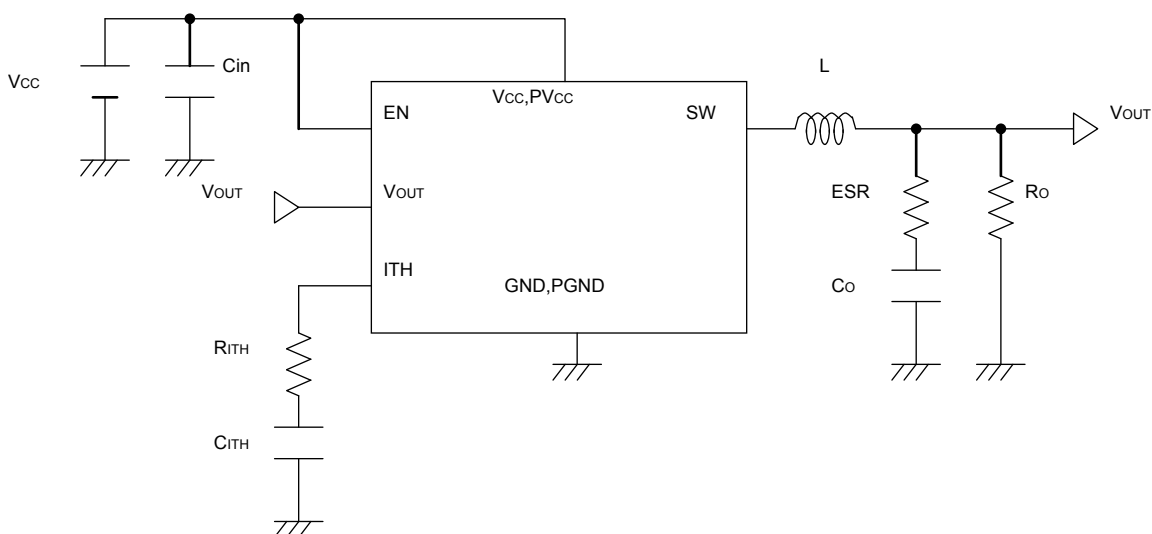 L
Vcc
Cin
Vcc,PVcc
EN
SW
VOUT
VOUT
VOUT
ESR
RO
ITH
GND,PGND
CO
RITH
CITH